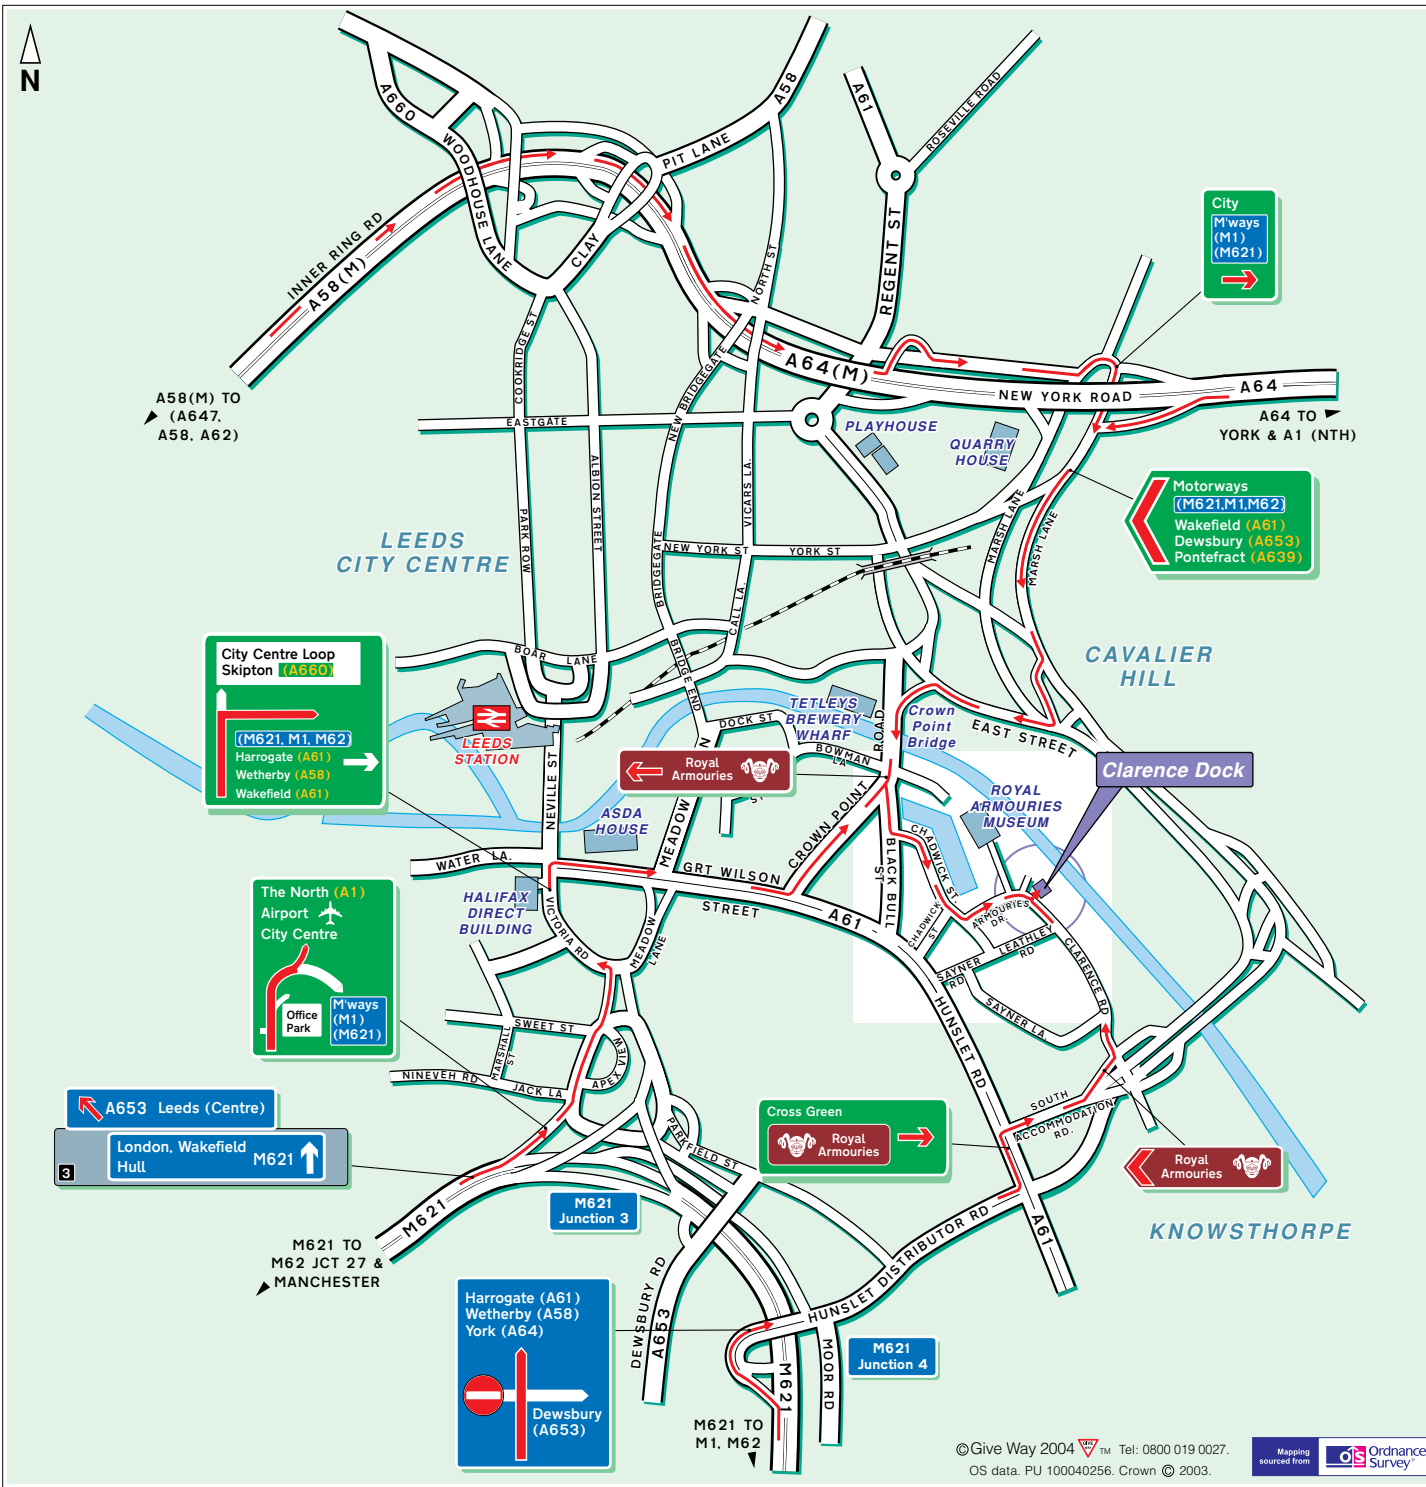 N
A660
WOODHOUSE LANE
PIT LANE
A58
A61
ROSEVILLE ROAD
INNER RING RD
A58(M)
CLAY
NORTH ST
REGENT ST
City
M'ways
(M1)
(M621)
A58(M) TO
(A647,
A58, A62)
COOKRIDGE ST
NEW BRIDGEGATE
A64(M)
NEW YORK ROAD
A64
A64 TO
YORK & A1 (NTH)
EASTGATE
PLAYHOUSE
QUARRY
HOUSE
ALBION STREET
VICARS LA.
PARK ROW
LEEDS
CITY CENTRE
BRIDGEGATE
NEW YORK ST
YORK ST
MARSH LANE
MARSH LANE
Motorways
(M621,M1,M62)
Wakefield (A61)
Dewsbury (A653)
Pontefract (A639)
CALL LA.
BOAR LANE
BRIDGE END
CAVALIER
HILL
City Centre Loop
Skipton (A660)
(M621, M1, M62)
Harrogate (A61)
Wetherby (A58)
Wakefield (A61)
LEEDS
STATION
DOCK ST
TETLEYS
BREWERY
WHARF
BOWMAN
LA
ROAD
Crown
Point
Bridge
EAST STREET
Royal
Armouries
Clarence Dock
NEVILLE ST
ASDA
HOUSE
MEADOW
N
ST
CROWN POINT
ROYAL
ARMOURIES
MUSEUM
WATER LA.
GRT WILSON
STREET
A61
BLACK BULL
ST
CHADWICK ST.
CHADWICK
ST
ARMOURIES
DR.
LEATHLEY
RD
CLARENCE RD
SAYNER
RD
SAYNER LA.
HALIFAX
DIRECT
BUILDING
VICTORIA RD
MEADOW
LANE
The North (A1)
Airport
City Centre
Office
Park
M'ways
(M1)
(M621)
HUNSLET RD
SWEET ST
MARSHALL
ST
NINEVEH RD
JACK LA
APEX VIEW
PARKFIELD ST
A653 Leeds (Centre)
London, Wakefield
Hull
M621
3
Cross Green
Royal
Armouries
SOUTH
ACCOMMODATION
RD.
Royal
Armouries
M621
M621
Junction 3
M621 TO
M62 JCT 27 &
MANCHESTER
KNOWSTHORPE
A61
HUNSLET DISTRIBUTOR RD
DEWSBURY RD
A653
Harrogate (A61)
Wetherby (A58)
York (A64)
Dewsbury
(A653)
M621
MOOR RD
M621
Junction 4
M621 TO
M1, M62
©Give Way 2004 GIVE WAY TM Tel: 0800 019 0027.
OS data. PU 100040256. Crown © 2003.
Mapping
sourced from
OS
Ordnance
Survey®